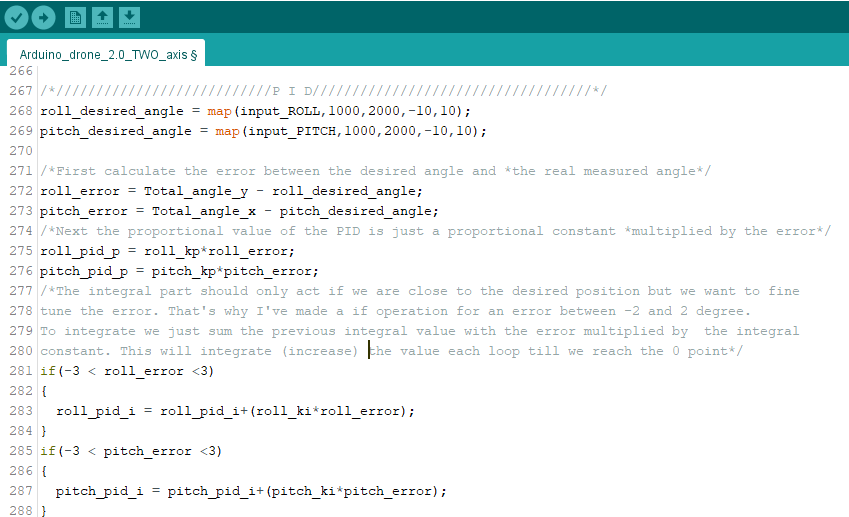 Arduino_drone_2.0_TWO_axis §
266
267 /*///////////////////////////P I D///////////////////////////////////*/
268 roll_desired_angle = map(input_ROLL,1000,2000,-10,10);
269 pitch_desired_angle = map(input_PITCH,1000,2000,-10,10);
270
271 /*First calculate the error between the desired angle and *the real measured angle*/
272 roll_error = Total_angle_y - roll_desired_angle;
273 pitch_error = Total_angle_x - pitch_desired_angle;
274 /*Next the proportional value of the PID is just a proportional constant *multiplied by the error*/
275 roll_pid_p = roll_kp*roll_error;
276 pitch_pid_p = pitch_kp*pitch_error;
277 /*The integral part should only act if we are close to the desired position but we want to fine
278 tune the error. That's why I've made a if operation for an error between -2 and 2 degree.
279 To integrate we just sum the previous integral value with the error multiplied by  the integral
280 constant. This will integrate (increase) the value each loop till we reach the 0 point*/
281 if(-3 < roll_error <3)
282 {
283   roll_pid_i = roll_pid_i+(roll_ki*roll_error);
284 }
285 if(-3 < pitch_error <3)
286 {
287   pitch_pid_i = pitch_pid_i+(pitch_ki*pitch_error);
288 }